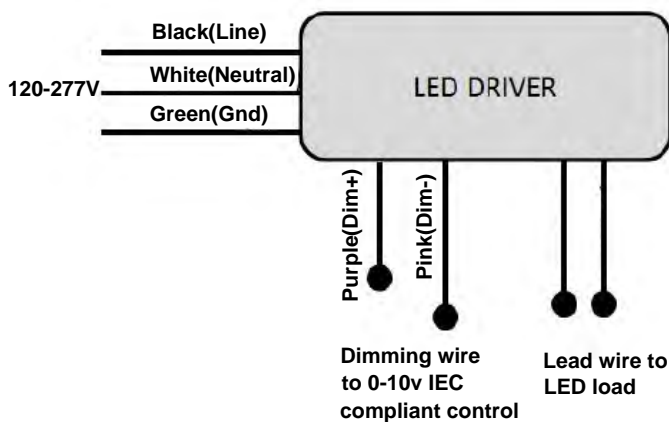 Black(Line)
120-277V
White(Neutral)
Green(Gnd)
LED DRIVER
Purple(Dim+)
Pink(Dim-)
Dimming wire
to 0-10v IEC
compliant control
Lead wire to
LED load